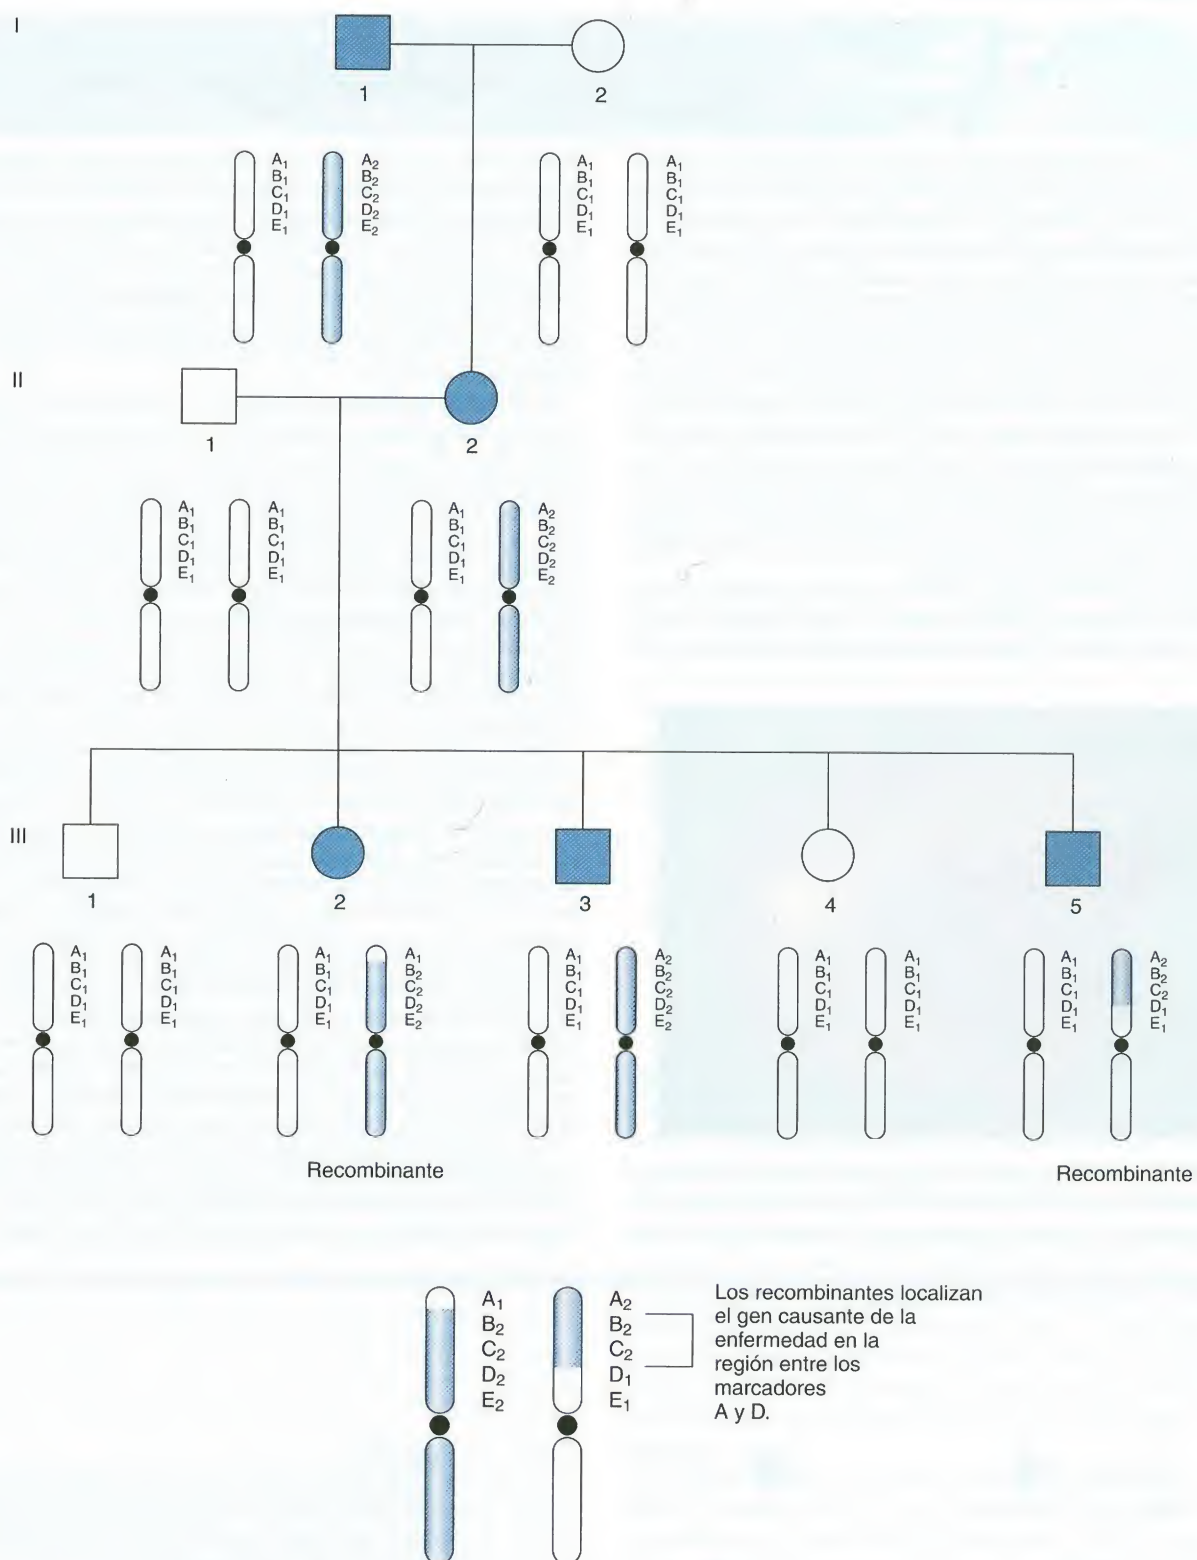 I
1
2
A₁ A₂ A₁ A₁
B₁ B₂ B₁ B₁
C₁ C₂ C₁ C₁
D₁ D₂ D₁ D₁
E₁ E₂ E₁ E₁
II
1
2
A₁ A₁ A₁ A₂
B₁ B₁ B₁ B₂
C₁ C₁ C₁ C₂
D₁ D₁ D₁ D₂
E₁ E₁ E₁ E₂
III
1
2
3
4
5
A₁ A₁ A₁ A₁ A₁ A₂ A₁ A₁ A₁ A₂
B₁ B₁ B₁ B₂ B₁ B₂ B₁ B₁ B₁ B₂
C₁ C₁ C₁ C₂ C₁ C₂ C₁ C₁ C₁ C₂
D₁ D₁ D₁ D₂ D₁ D₂ D₁ D₁ D₁ D₁
E₁ E₁ E₁ E₂ E₁ E₂ E₁ E₁ E₁ E₁
Recombinante
Recombinante
A₁ A₂
B₂ B₂
C₂ C₂
D₂ D₁
E₂ E₁
Los recombinantes localizan
el gen causante de la
enfermedad en la
región entre los
marcadores
A y D.